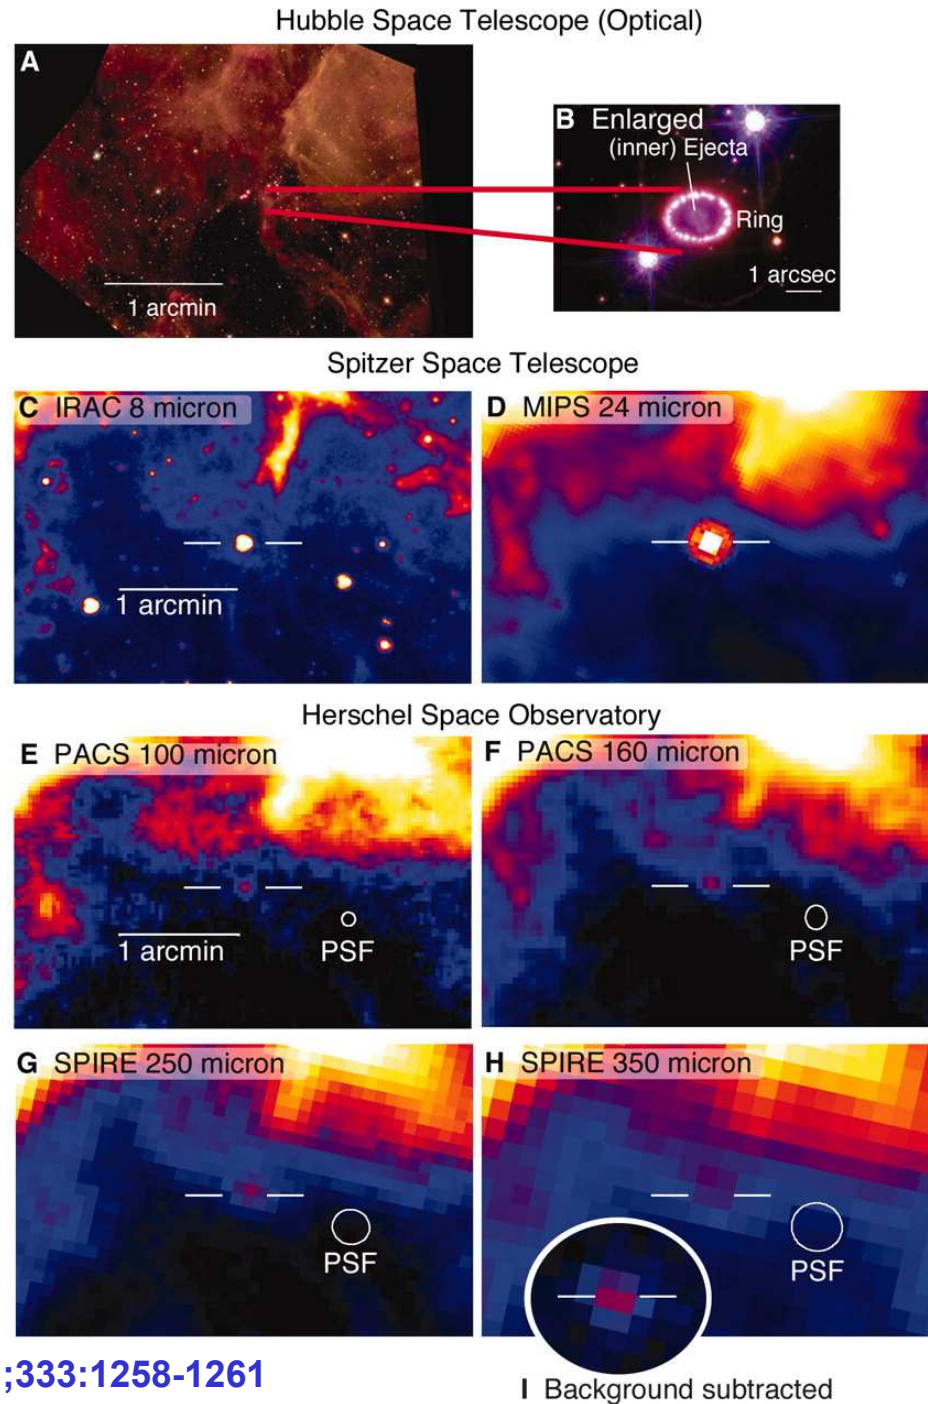 Hubble Space Telescope (Optical)
A
1 arcmin
B Enlarged
(inner) Ejecta
Ring
1 arcsec
Spitzer Space Telescope
C IRAC 8 micron
1 arcmin
D MIPS 24 micron
Herschel Space Observatory
E PACS 100 micron
1 arcmin
PSF
F PACS 160 micron
PSF
G SPIRE 250 micron
PSF
H SPIRE 350 micron
PSF
I Background subtracted
;333:1258-1261